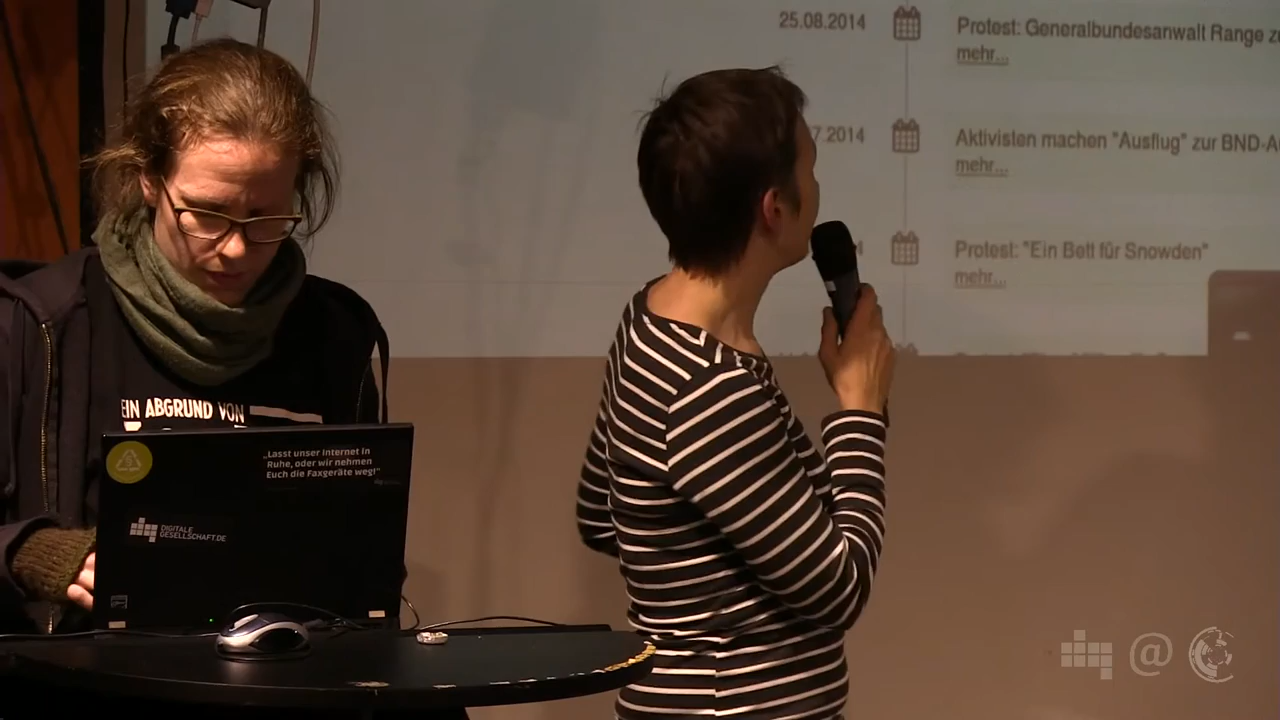 25.08.2014
Protest: Generalbundesanwalt Range
mehr...
7.2014
Aktivisten machen "Ausflug" zur BND-A
mehr...
Protest: "Ein Bett für Snowden"
mehr...
EIN ABGRUND VON
„Lasst unser Internet in
Ruhe, oder wir nehmen
Euch die Faxgeräte weg!"
DIGITALE
GESELLSCHAFT.DE
@